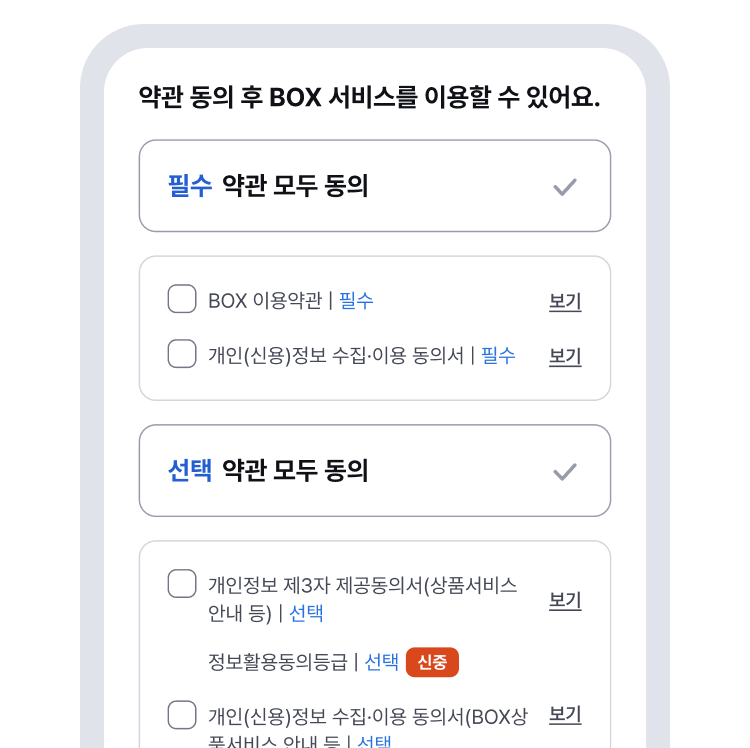 약관 동의 후 BOX 서비스를 이용할 수 있어요.
필수 약관 모두 동의
BOX 이용약관 | 필수 보기
개인(신용)정보 수집·이용 동의서 | 필수 보기
선택 약관 모두 동의
개인정보 제3자 제공동의서(상품서비스
안내 등) | 선택 보기
정보활용동의등급 | 선택 신중
개인(신용)정보 수집·이용 동의서(BOX상 보기
품서비스 안내 등 | 선택